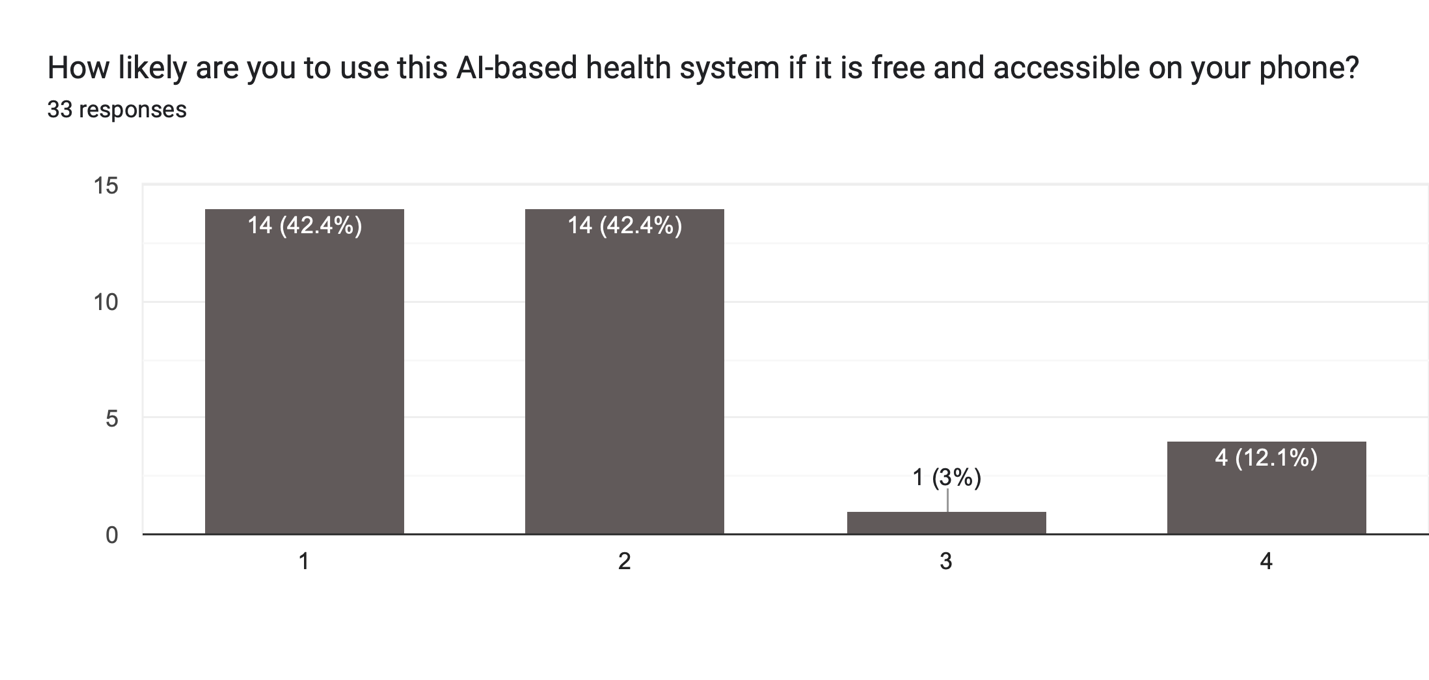 How likely are you to use this AI-based health system if it is free and accessible on your phone?
33 responses
15
14 (42.4%) 14 (42.4%)
10
5
4 (12.1%)
1 (3%)
0
1 2 3 4